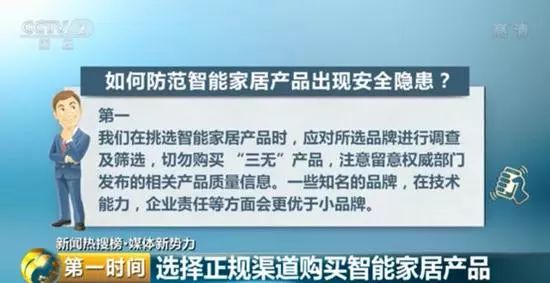 CCTV 2
财经
高清
如何防范智能家居产品出现安全隐患？
第一
我们在挑选智能家居产品时，应对所选品牌进行调查
及筛选，切勿购买 “三无”产品，注意留意权威部门
发布的相关产品质量信息。一些知名的品牌，在技术
能力，企业责任等方面会更优于小品牌。
新闻热搜榜·媒体新势力
第一时间
选择正规渠道购买智能家居产品